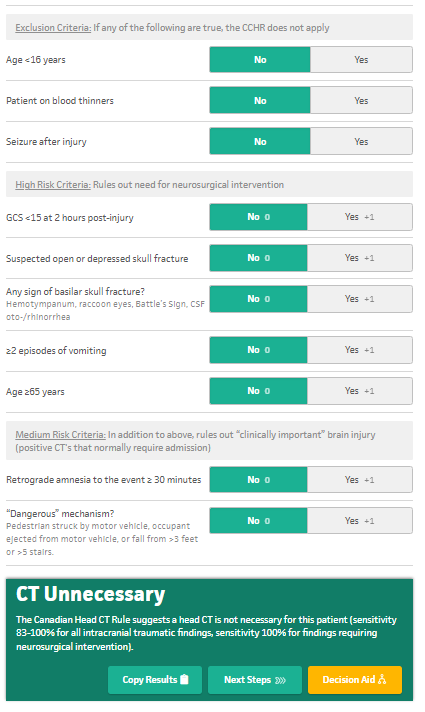 Exclusion Criteria: If any of the following are true, the CCHR does not apply
Age <16 years
No
Yes
Patient on blood thinners
No
Yes
Seizure after injury
No
Yes
High Risk Criteria: Rules out need for neurosurgical intervention
GCS <15 at 2 hours post-injury
No 0
Yes +1
Suspected open or depressed skull fracture
No 0
Yes +1
Any sign of basilar skull fracture?
Hemotympanum, raccoon eyes, Battle's Sign, CSF
oto-/rhinorrhea
No 0
Yes +1
≥2 episodes of vomiting
No 0
Yes +1
Age ≥65 years
No 0
Yes +1
Medium Risk Criteria: In addition to above, rules out "clinically important" brain injury
(positive CT's that normally require admission)
Retrograde amnesia to the event ≥ 30 minutes
No 0
Yes +1
"Dangerous" mechanism?
Pedestrian struck by motor vehicle, occupant
ejected from motor vehicle, or fall from >3 feet
or >5 stairs.
No 0
Yes +1
CT Unnecessary
The Canadian Head CT Rule suggests a head CT is not necessary for this patient (sensitivity
83-100% for all intracranial traumatic findings, sensitivity 100% for findings requiring
neurosurgical intervention).
Copy Results
Next Steps
Decision Aid